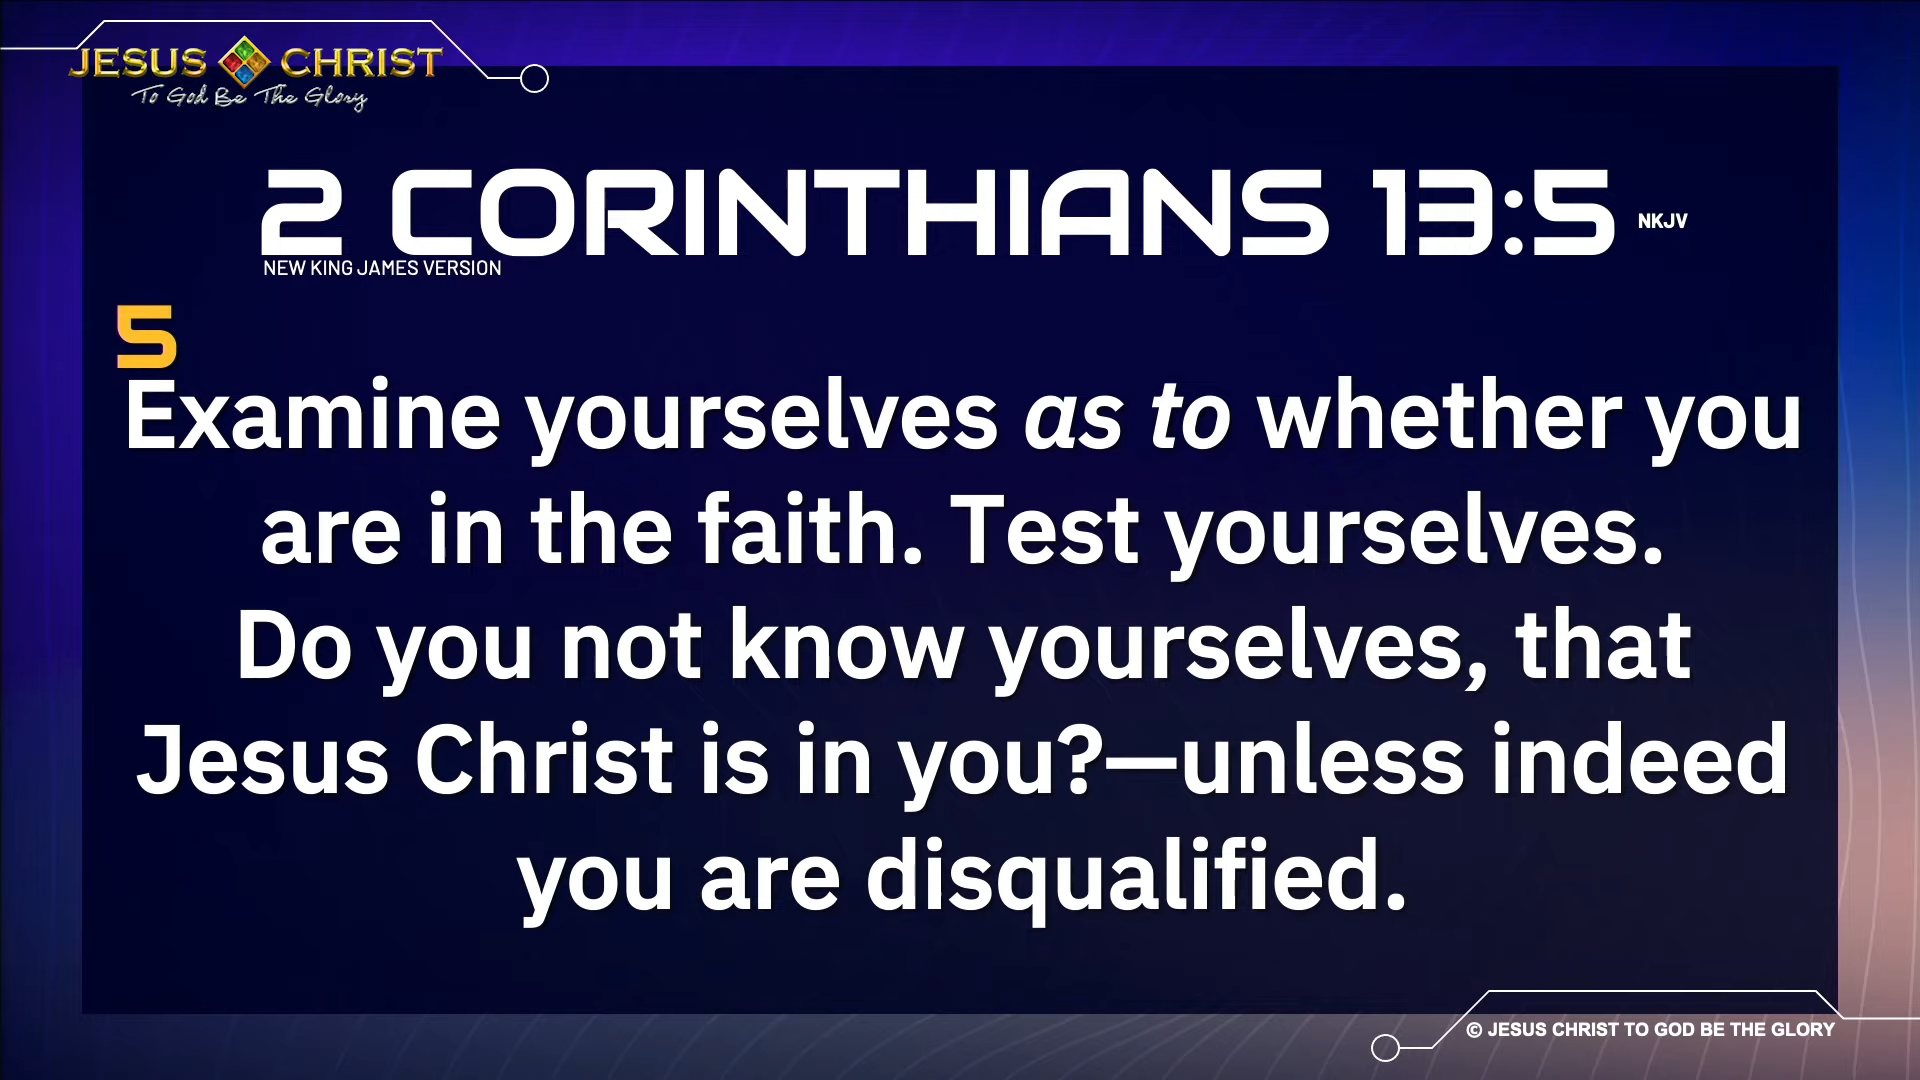 JESUS CHRIST
To God Be The Glory
2 CORINTHIANS 13:5 NKJV
NEW KING JAMES VERSION
5
Examine yourselves as to whether you
are in the faith. Test yourselves.
Do you not know yourselves, that
Jesus Christ is in you?—unless indeed
you are disqualified.
© JESUS CHRIST TO GOD BE THE GLORY